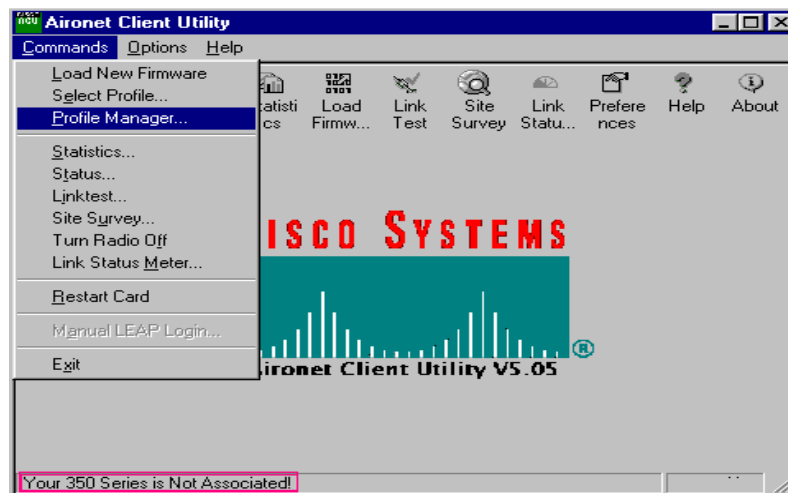 Aironet Client Utility
Commands Options Help
Load New Firmware
Select Profile...
Profile Manager...
Statistics...
Status...
Linktest...
Site Survey...
Turn Radio Off
Link Status Meter...
Restart Card
Manual LEAP Login...
Exit
tatisti
cs
Load
Firmw...
Link
Test
Site
Survey
Link
Statu...
Prefere
nces
Help
About
ISCO SYSTEMS
®
ironet Client Utility V5.05
Your 350 Series is Not Associated!